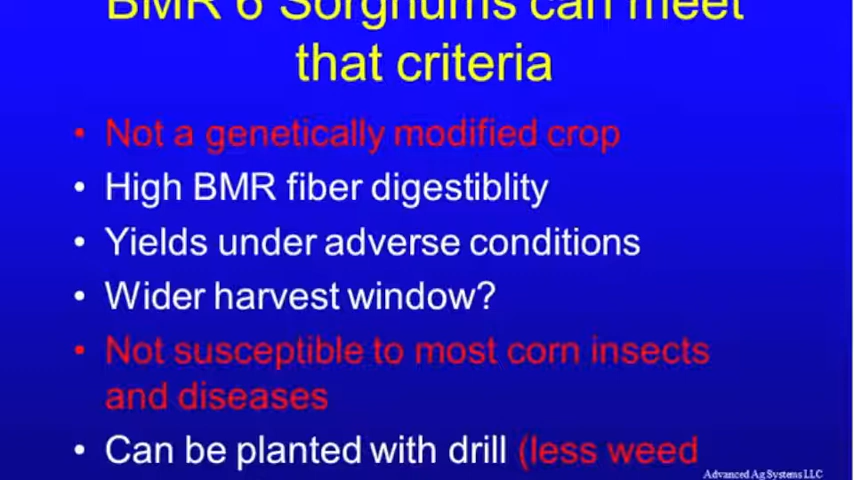 BMR 6 Sorghums can meet
that criteria
• Not a genetically modified crop
• High BMR fiber digestiblity
• Yields under adverse conditions
• Wider harvest window?
• Not susceptible to most corn insects
and diseases
• Can be planted with drill (less weed
Advanced Ag Systems LLC